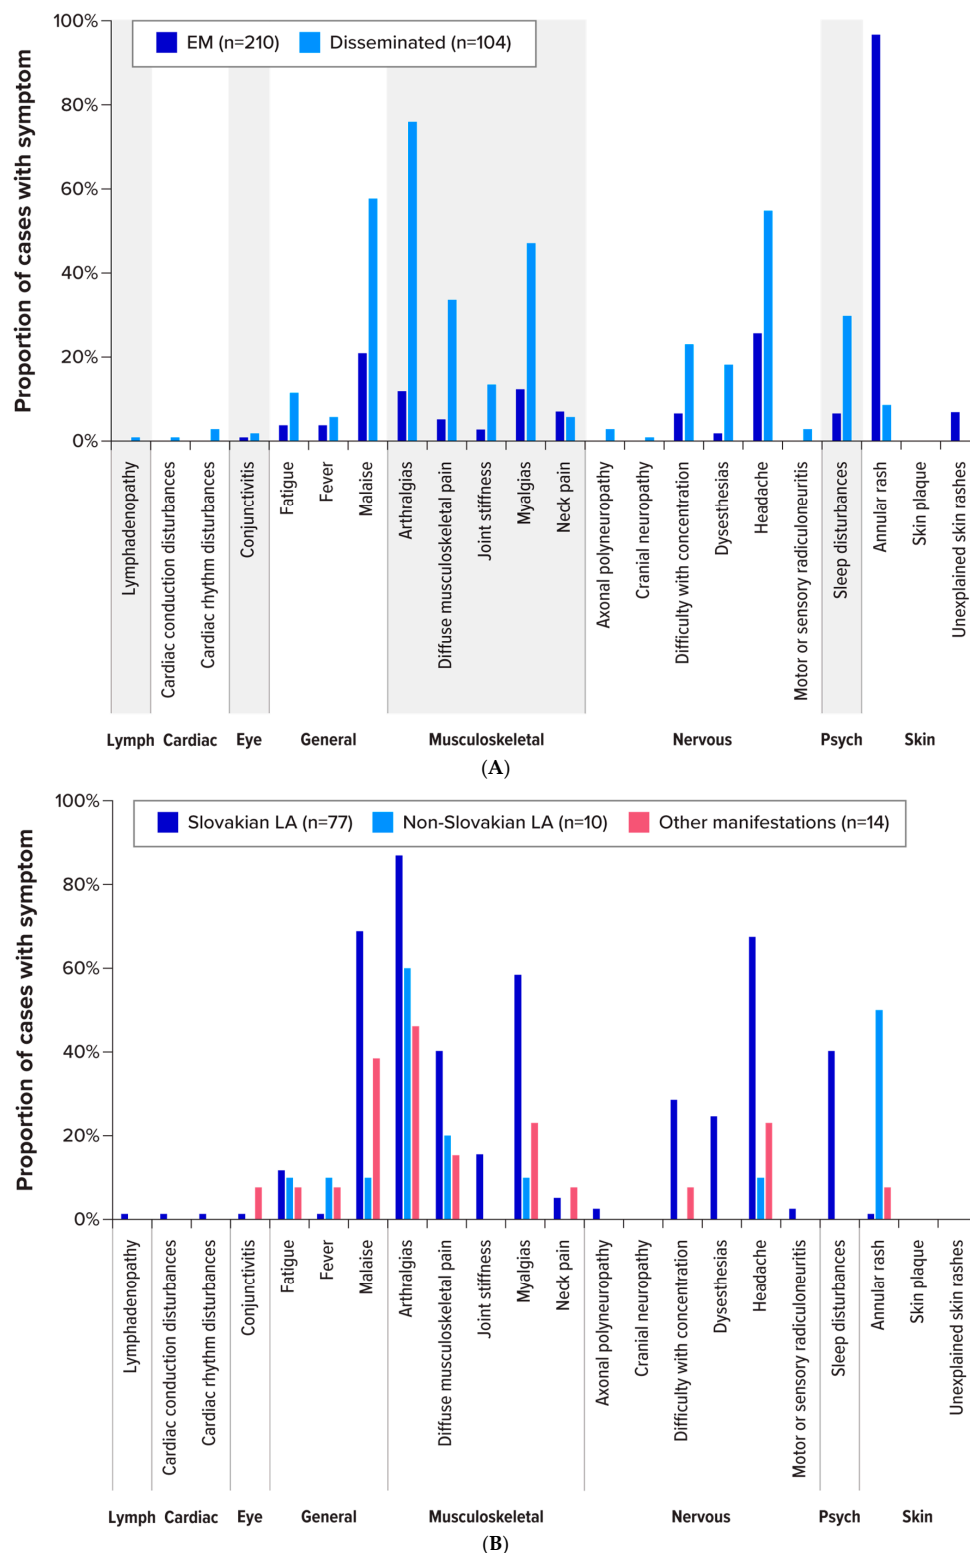 Proportion of cases with symptom
100%
80%
60%
40%
20%
0%
EM (n=210) Disseminated (n=104)
Lymphadenopathy
Cardiac conduction disturbances
Cardiac rhythm disturbances
Conjunctivitis
Fatigue
Fever
Malaise
Arthralgias
Diffuse musculoskeletal pain
Joint stiffness
Myalgias
Neck pain
Axonal polyneuropathy
Cranial neuropathy
Difficulty with concentration
Dysesthesias
Headache
Motor or sensory radiculoneuritis
Sleep disturbances
Annular rash
Skin plaque
Unexplained skin rashes
Lymph Cardiac Eye General Musculoskeletal Nervous Psych Skin
(A)
Proportion of cases with symptom
100%
80%
60%
40%
20%
0%
Slovakian LA (n=77) Non-Slovakian LA (n=10) Other manifestations (n=14)
Lymphadenopathy
Cardiac conduction disturbances
Cardiac rhythm disturbances
Conjunctivitis
Fatigue
Fever
Malaise
Arthralgias
Diffuse musculoskeletal pain
Joint stiffness
Myalgias
Neck pain
Axonal polyneuropathy
Cranial neuropathy
Difficulty with concentration
Dysesthesias
Headache
Motor or sensory radiculoneuritis
Sleep disturbances
Annular rash
Skin plaque
Unexplained skin rashes
Lymph Cardiac Eye General Musculoskeletal Nervous Psych Skin
(B)